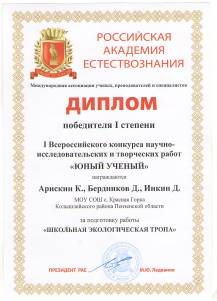 РОССИЙСКАЯ
АКАДЕМИЯ
ЕСТЕСТВОЗНАНИЯ
Международная ассоциация ученых, преподавателей и специалистов
ДИПЛОМ
победителя I степени
I Всероссийского конкурса научно-
исследовательских и творческих работ
«ЮНЫЙ УЧЕНЫЙ»
награждаются
Арискин К., Бердников Д., Инкин Д.
МОУ СОШ с. Красная Горка
Колышлейского района Пензенской области
за подготовку работы
«ШКОЛЬНАЯ ЭКОЛОГИЧЕСКАЯ ТРОПА»
ПРЕЗИДЕНТ РАЕ
М.Ю. Ледванов